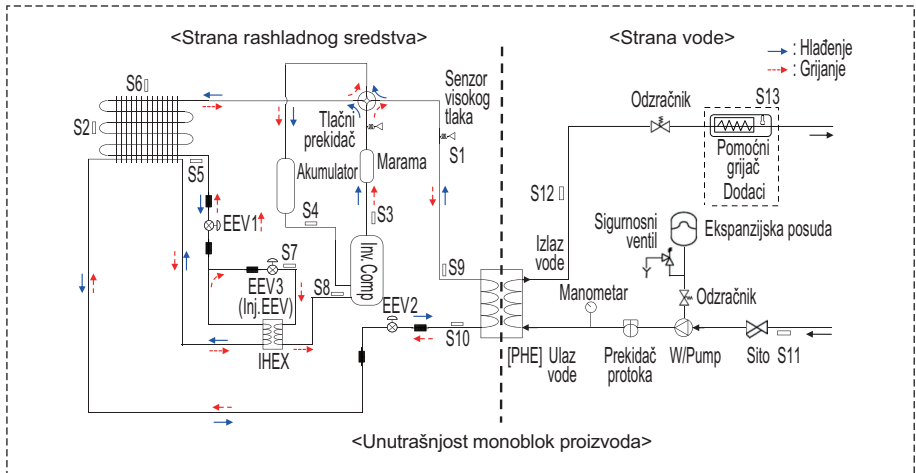 <Strana rashladnog sredstva>
<Strana vode>
: Hlađenje
: Grijanje
S6
S2
S5
EEV1
Tlačni
prekidač
Senzor
visokog
tlaka
S1
Akumulator
Marama
S4
S3
Inv. Comp
S7
EEV3
(Inj.EEV)
S8
IHEX
EEV2
S9
S10
[PHE]
Izlaz
vode
Ulaz
vode
S12
Odzračnik
S13
Pomoćni
grijač
Dodaci
Sigurnosni
ventil
Ekspanzijska posuda
Odzračnik
Manometar
Prekidač
protoka
W/Pump
Sito
S11
<Unutrašnjost monoblok proizvoda>